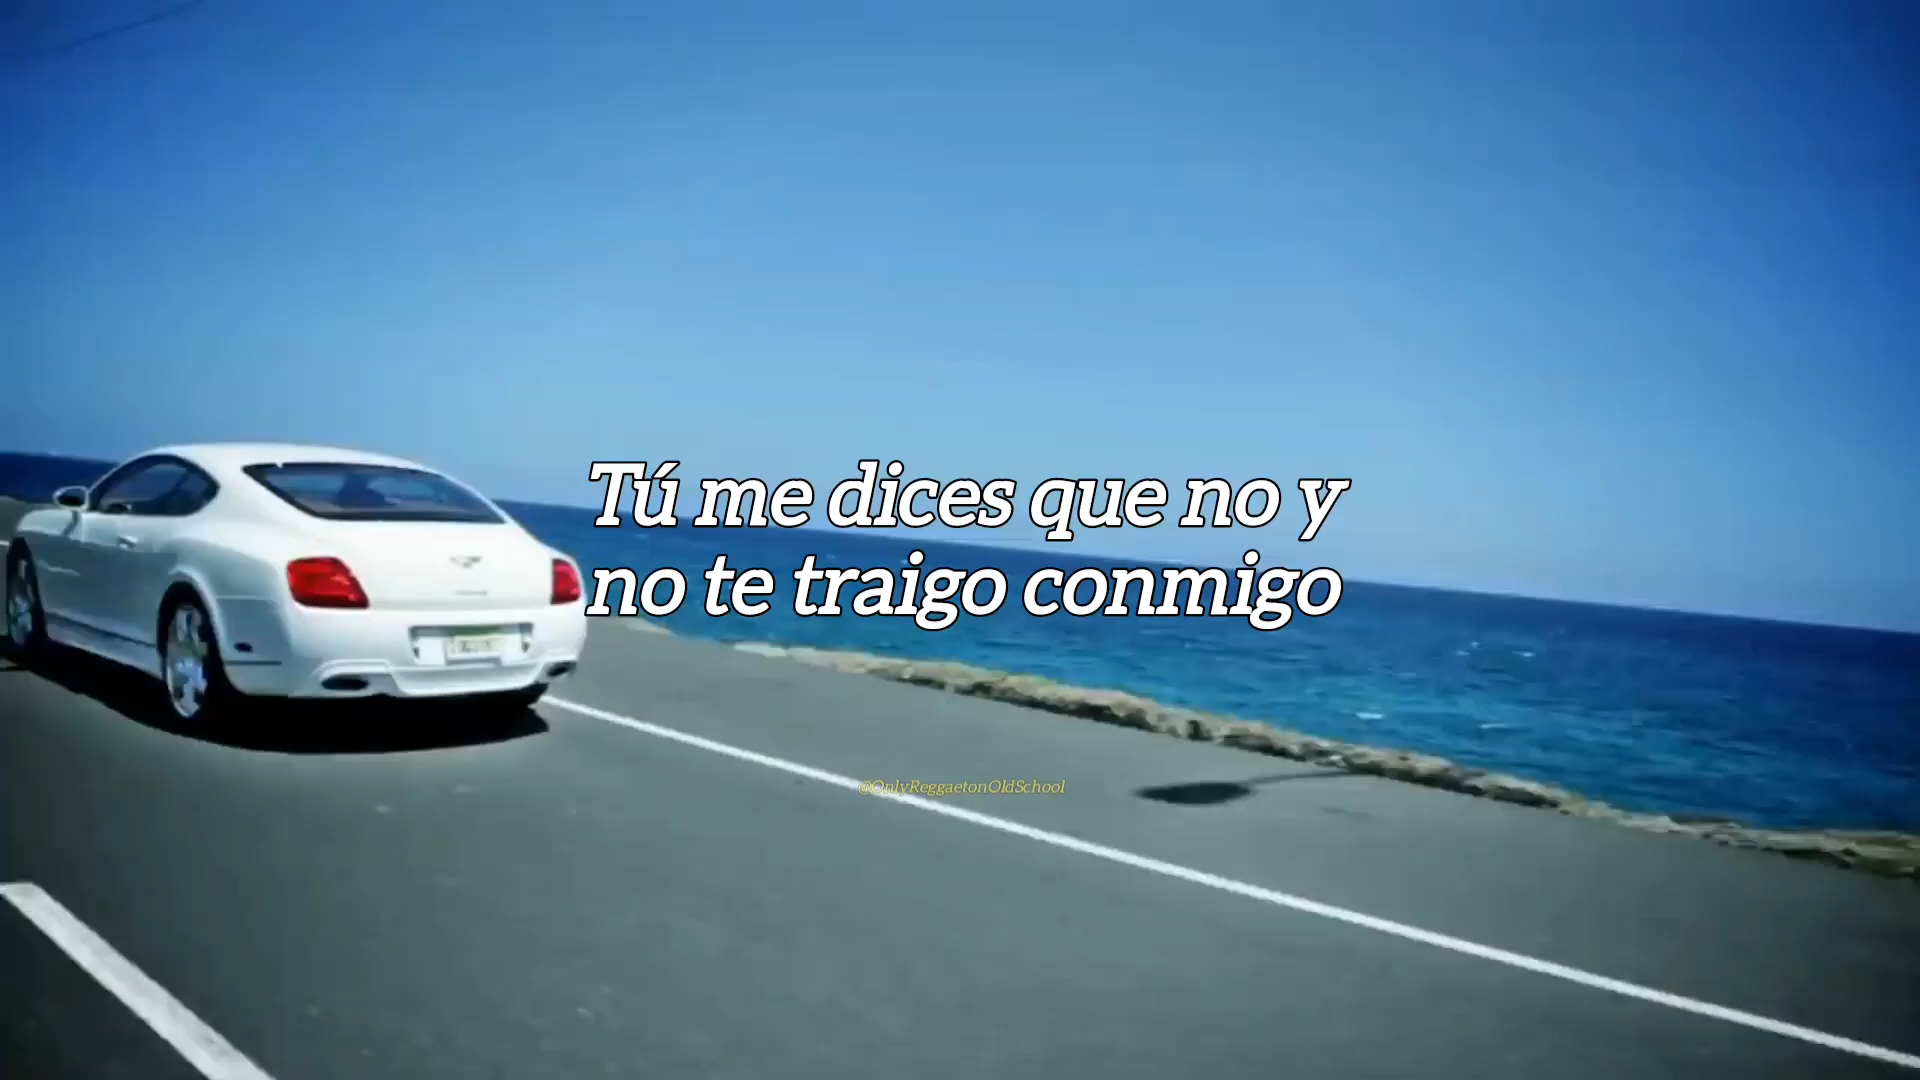 Tú me dices que no y
no te traigo conmigo
@OnlyReggaetonOldSchool